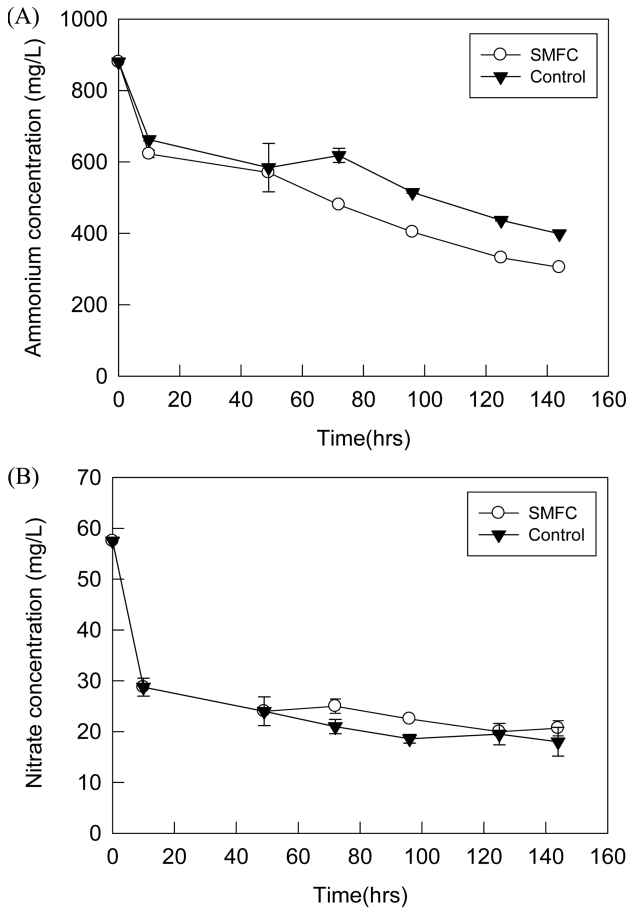 (A)
1000
800
600
400
200
0
Ammonium concentration (mg/L)
SMFC
Control
0 20 40 60 80 100 120 140 160
Time(hrs)
(B)
70
60
50
40
30
20
10
0
Nitrate concentration (mg/L)
SMFC
Control
0 20 40 60 80 100 120 140 160
Time(hrs)